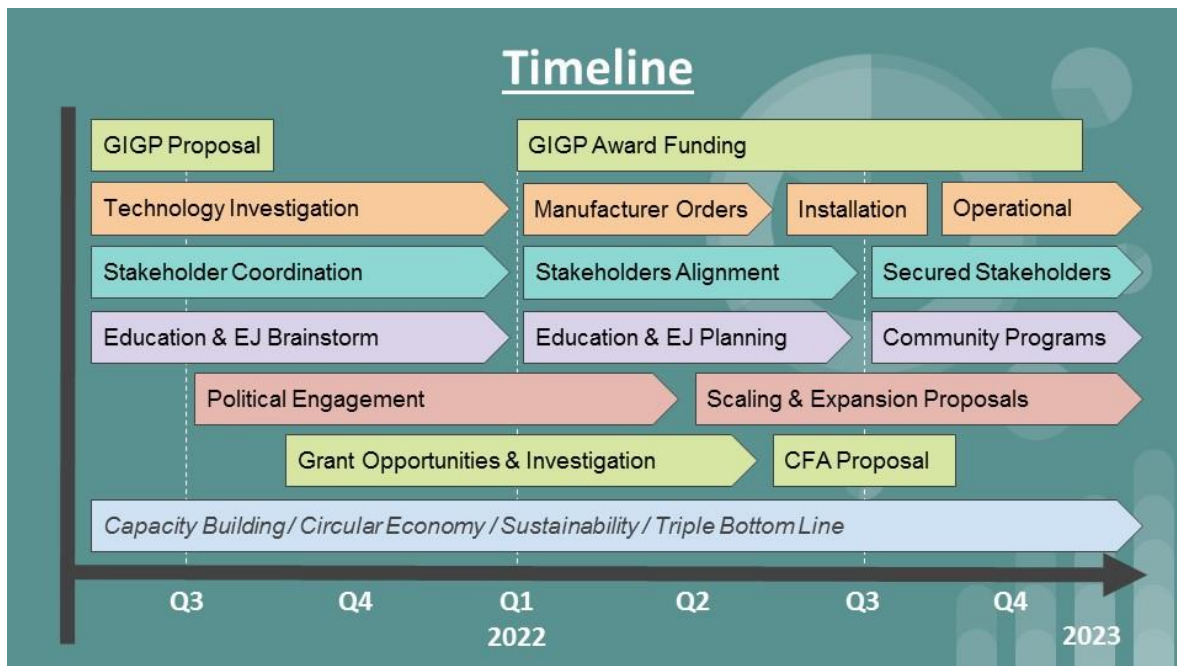 Timeline
GIGP Proposal
GIGP Award Funding
Technology Investigation
Manufacturer Orders
Installation
Operational
Stakeholder Coordination
Stakeholders Alignment
Secured Stakeholders
Education & EJ Brainstorm
Education & EJ Planning
Community Programs
Political Engagement
Scaling & Expansion Proposals
Grant Opportunities & Investigation
CFA Proposal
Capacity Building / Circular Economy / Sustainability / Triple Bottom Line
Q3
Q4
Q1
Q2
Q3
Q4
2022
2023